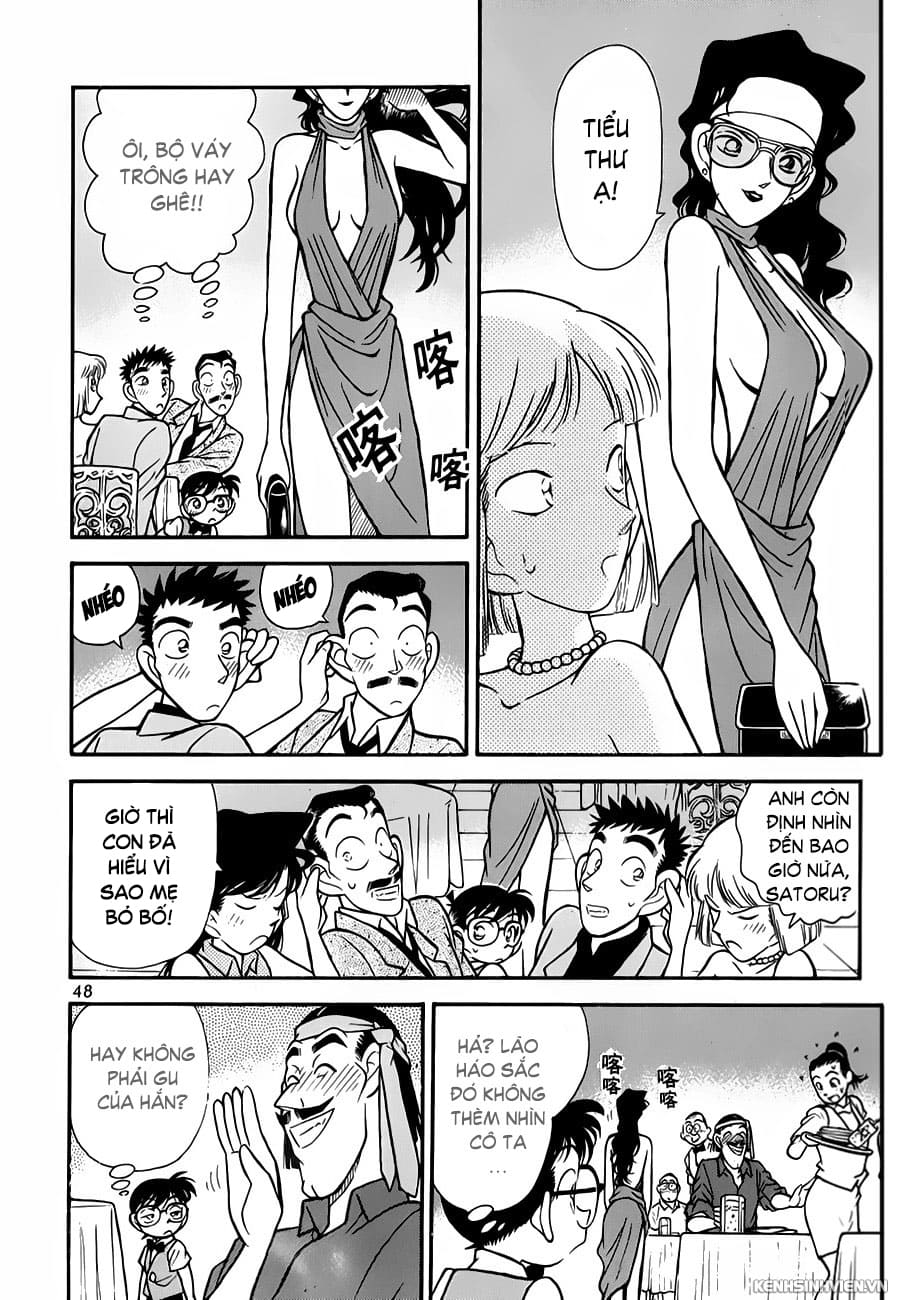 TIỂU
THƯ
Ạ!
ÔI, BỘ VÁY
TRÔNG HAY
GHÊ!!
喀
喀
喀
NHÉO
NHÉO
GIỜ THÌ
CON ĐÃ
HIỂU VÌ
SAO MẸ
BỎ BỐ!
ANH CÒN
ĐỊNH NHÌN
ĐẾN BAO
GIỜ NỮA,
SATORU?
48
HẢ? LÃO
HÁO SẮC
ĐÓ KHÔNG
THÈM NHÌN
CÔ TA
...
喀
喀
喀
喀
HAY KHÔNG
PHẢI GU
CỦA HẮN?
KENHSINHVIEN.VN